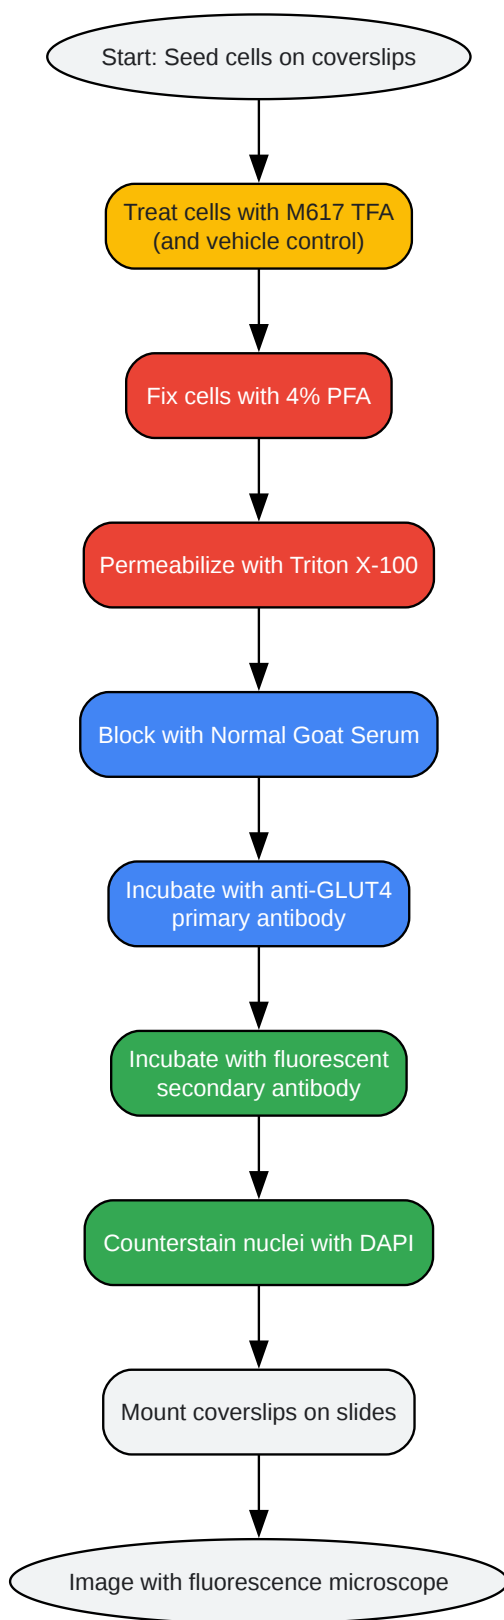 Start: Seed cells on coverslips
Treat cells with M617 TFA
(and vehicle control)
Fix cells with 4% PFA
Permeabilize with Triton X-100
Block with Normal Goat Serum
Incubate with anti-GLUT4
primary antibody
Incubate with fluorescent
secondary antibody
Counterstain nuclei with DAPI
Mount coverslips on slides
Image with fluorescence microscope